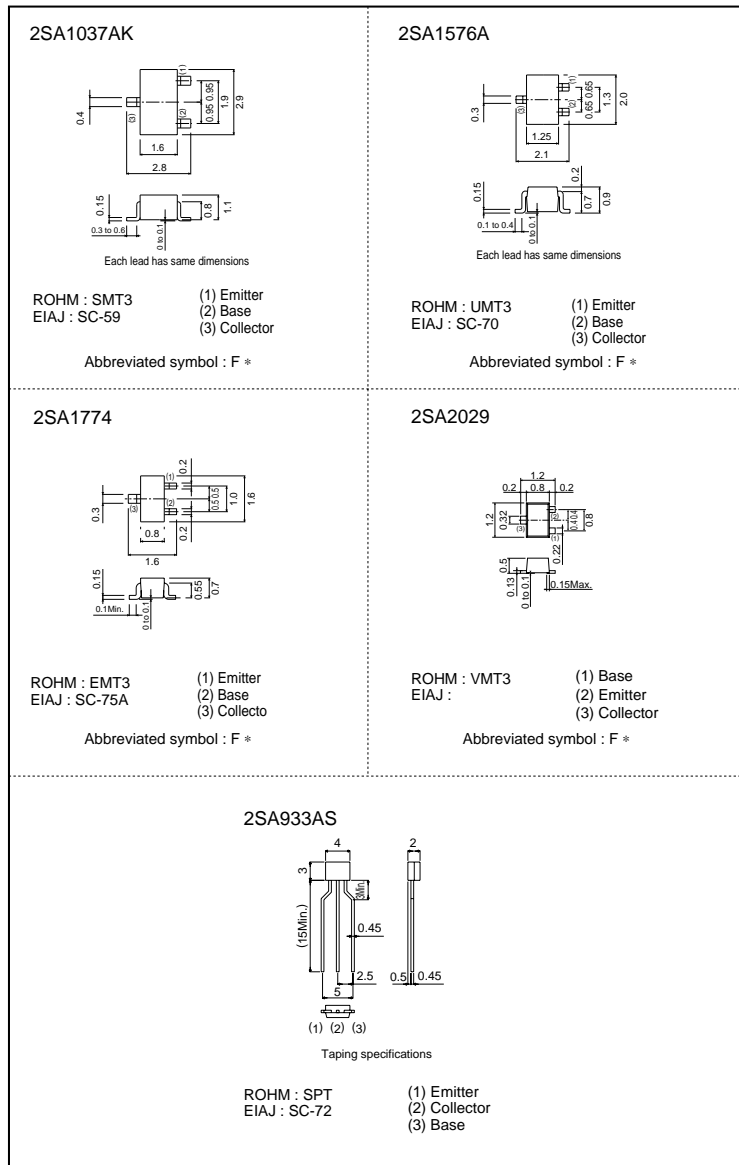 2SA1037AK
(1)
0.4
(3)
(2)
0.95 0.95
1.9
2.9
1.6
2.8
0.15
0.3 to 0.6
0 to 0.1
0.8
1.1
Each lead has same dimensions
ROHM : SMT3
EIAJ : SC-59
(1) Emitter
(2) Base
(3) Collector
Abbreviated symbol : F *
2SA1576A
(1)
0.3
(3)
(2)
0.65 0.65
1.3
2.0
1.25
2.1
0.2
0.15
0.1 to 0.4
0 to 0.1
0.7
0.9
Each lead has same dimensions
ROHM : UMT3
EIAJ : SC-70
(1) Emitter
(2) Base
(3) Collector
Abbreviated symbol : F *
2SA1774
(1)
0.2
0.3
(3)
(2)
0.5 0.5
1.0
1.6
0.8
0.2
1.6
0.15
0.1Min.
0 to 0.1
0.55
0.7
ROHM : EMT3
EIAJ : SC-75A
(1) Emitter
(2) Base
(3) Collecto
Abbreviated symbol : F *
2SA2029
1.2
0.2 0.8 0.2
1.2
0.32
(3)
(2)
(1)
0.4 0.4
0.8
0.22
0.5
0.13
0 to 0.1
0.15Max.
ROHM : VMT3
EIAJ :
(1) Base
(2) Emitter
(3) Collector
Abbreviated symbol : F *
2SA933AS
4
2
3
(15Min.)
3Min.
0.45
2.5
5
0.5 0.45
(1) (2) (3)
Taping specifications
ROHM : SPT
EIAJ : SC-72
(1) Emitter
(2) Collector
(3) Base